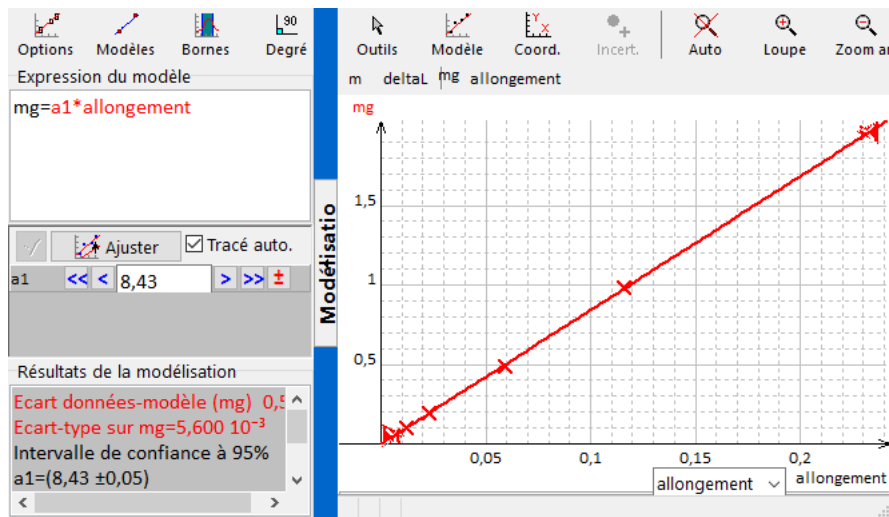 Options Modèles Bornes Degré
90
Expression du modèle
mg=a1*allongement
Ajuster Tracé auto.
a1 << < 8,43 > >> ±
Résultats de la modélisation
Ecart données-modèle (mg) 0,5
Ecart-type sur mg=5,600 10⁻³
Intervalle de confiance à 95%
a1=(8,43 ±0,05)
Modélisatio
Outils Modèle Coord. Incert. Auto Loupe Zoom ar
m deltaL mg allongement
mg
1,5
1
0,5
0,05 0,1 0,15 0,2
allongement allongement